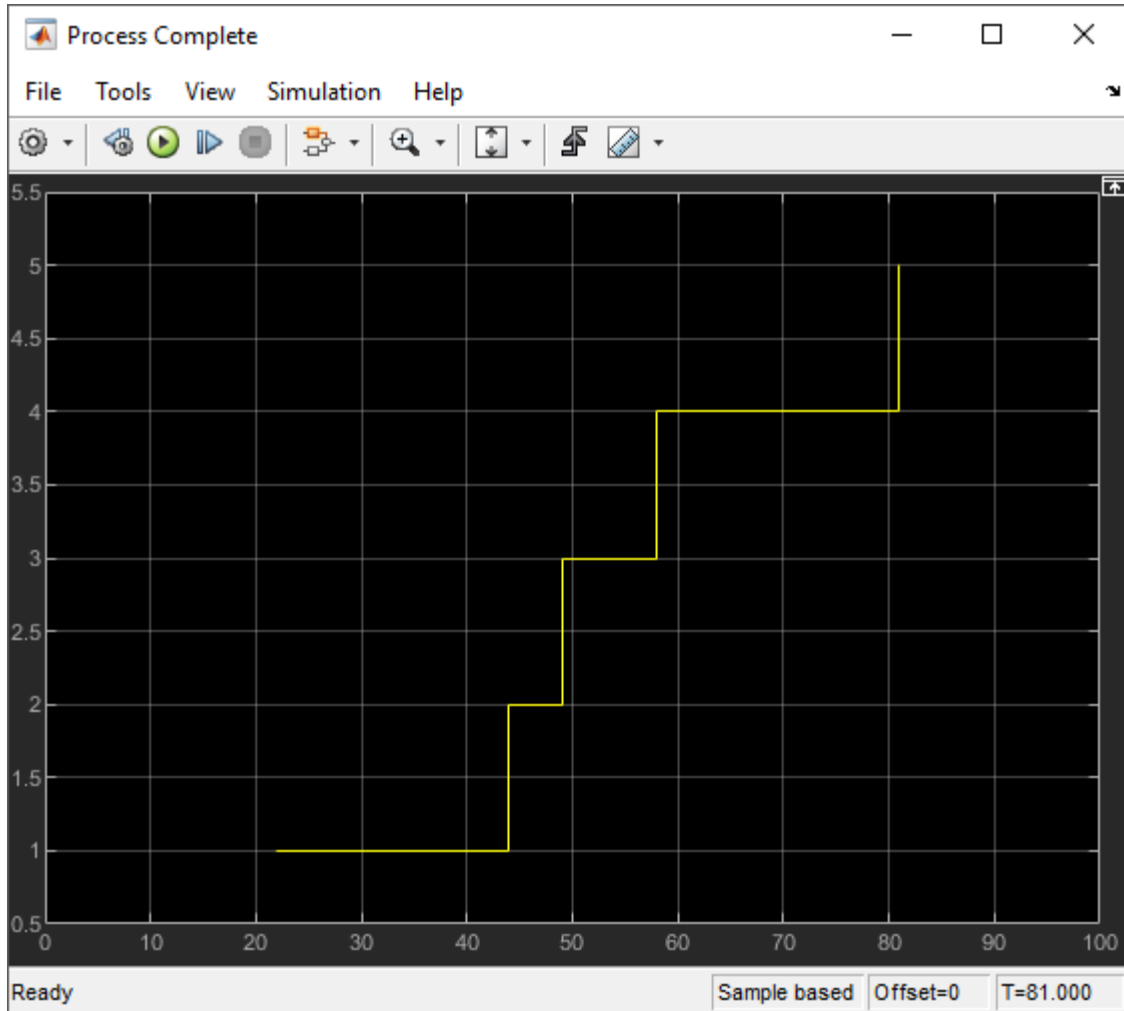 Process Complete
File Tools View Simulation Help
5.5
5
4.5
4
3.5
3
2.5
2
1.5
1
0.5
0 10 20 30 40 50 60 70 80 90 100
Ready Sample based Offset=0 T=81.000